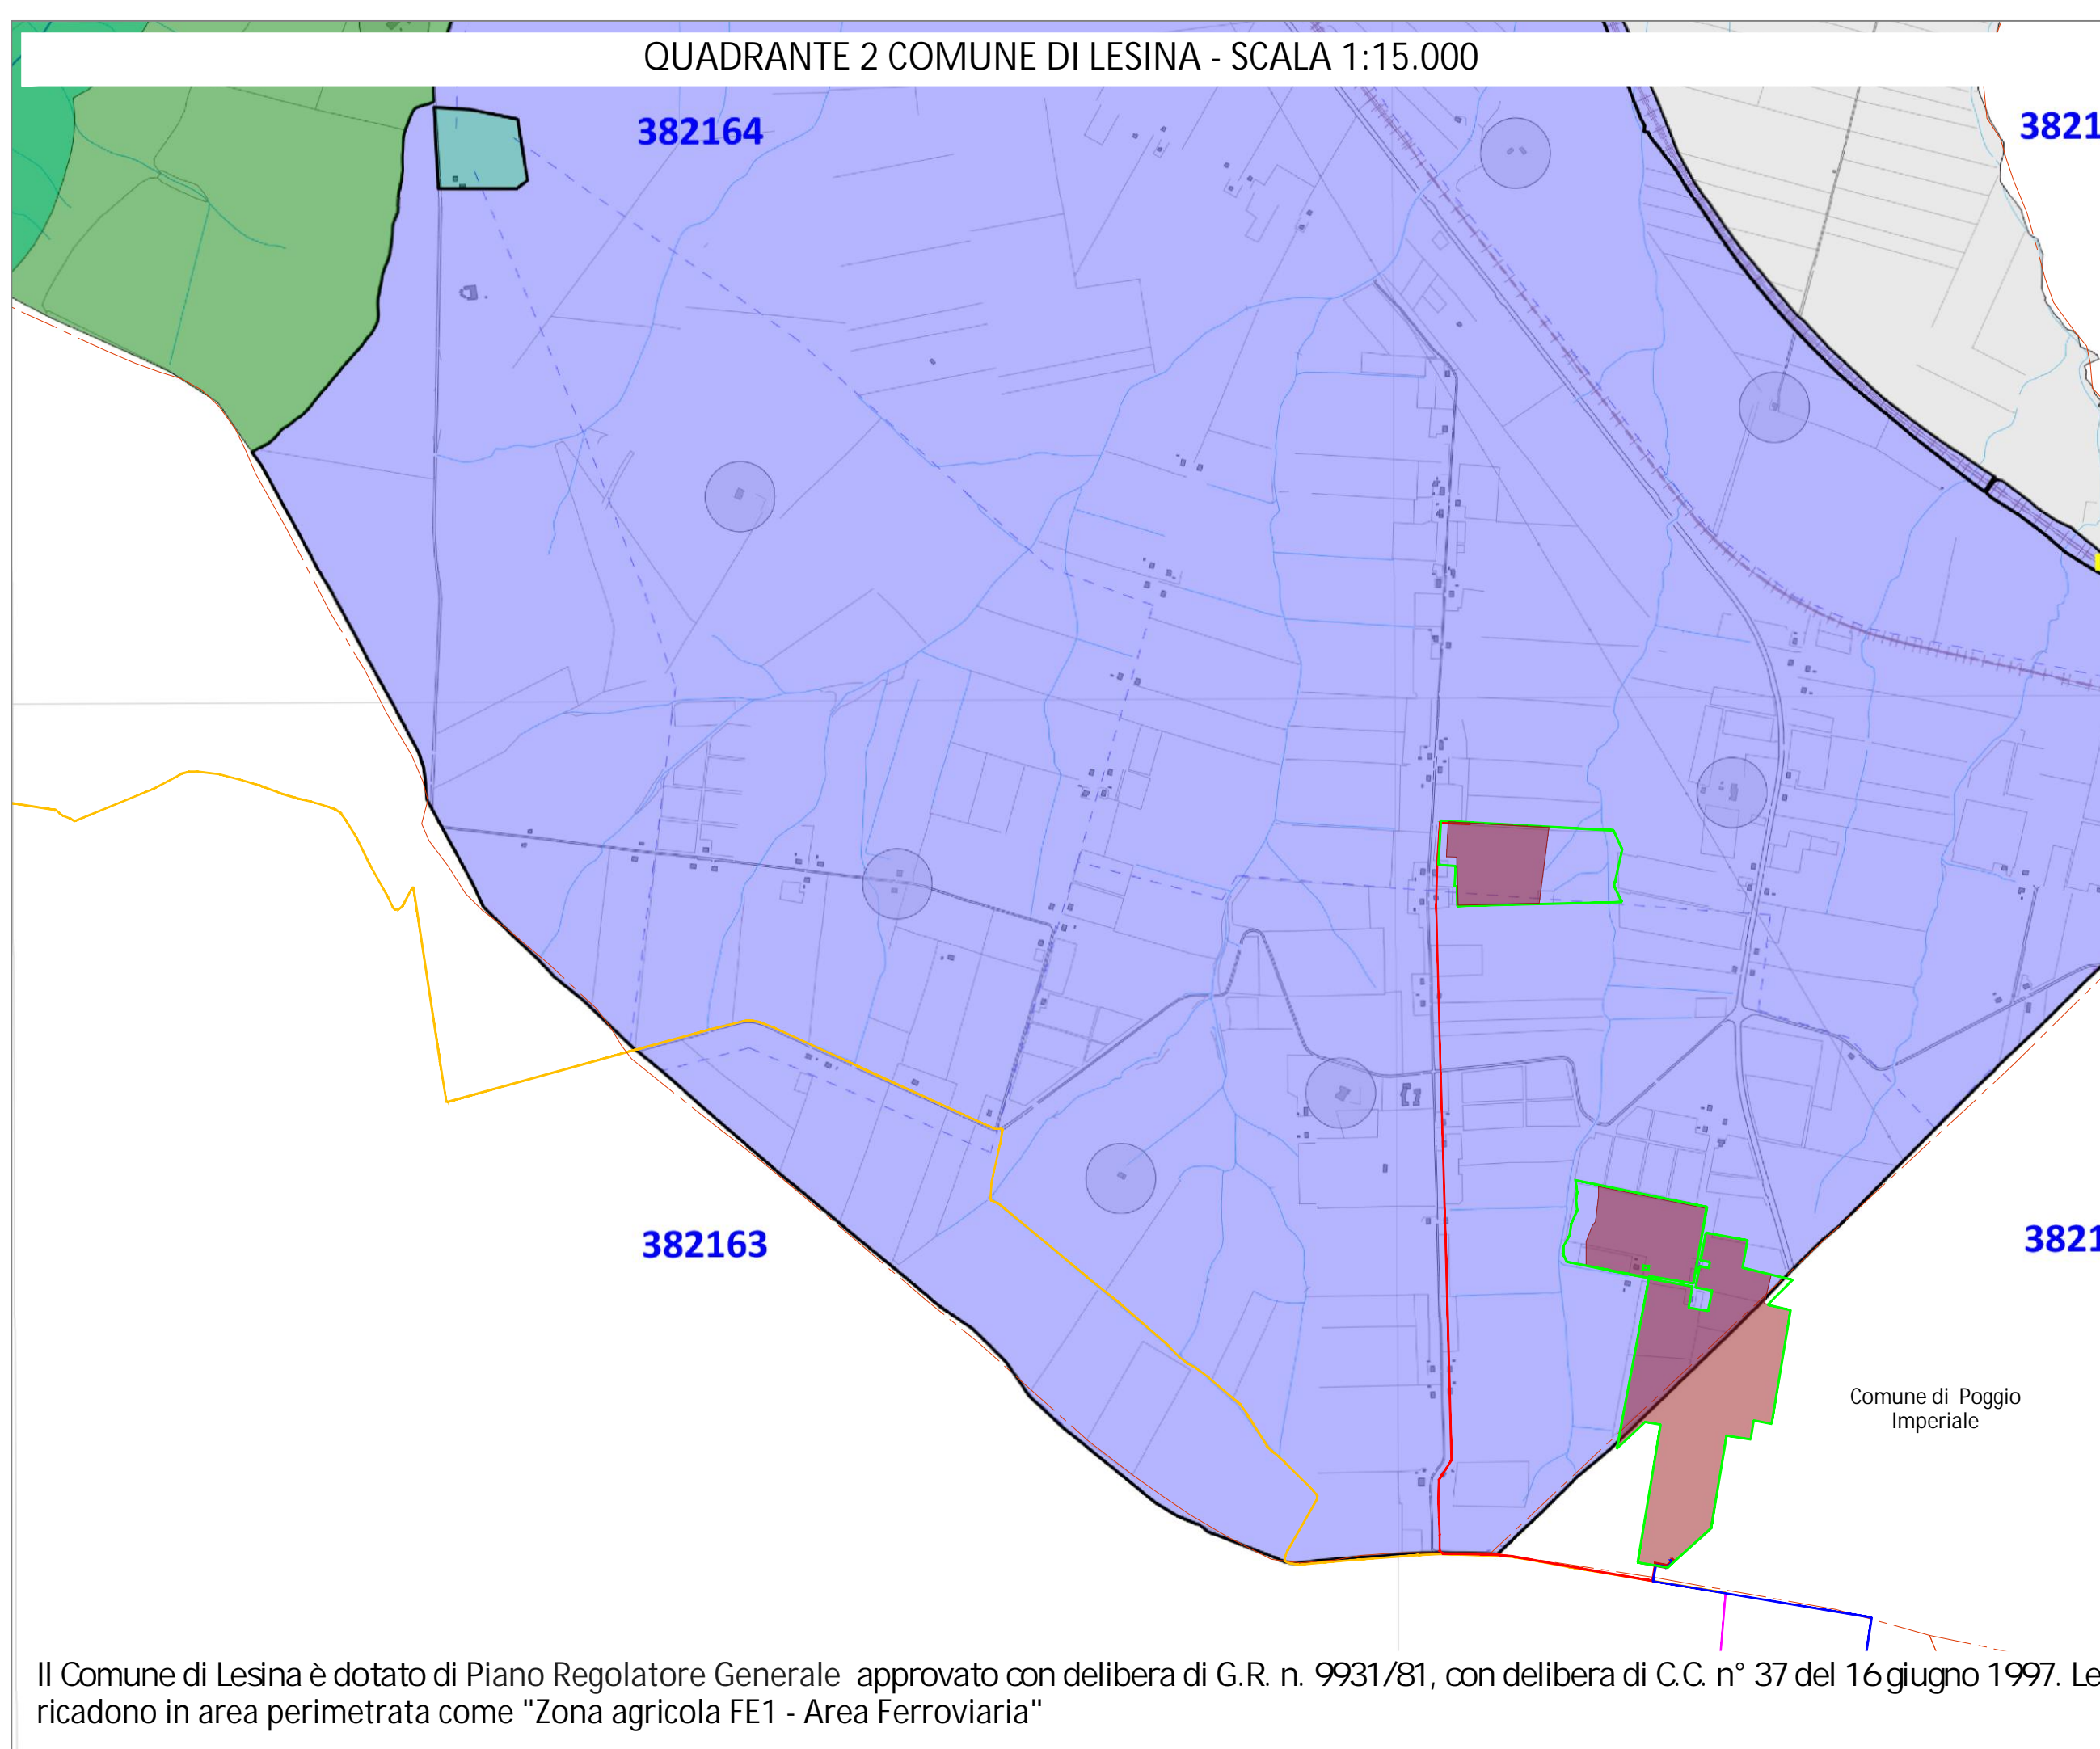 QUADRANTE 2 COMUNE DI LESINA - SCALA 1:15.000
382164
3821
382163
3821
Comune di Poggio
Imperiale
Il Comune di Lesina è dotato di Piano Regolatore Generale approvato con delibera di G.R. n. 9931/81, con delibera di C.C. n° 37 del 16 giugno 1997. Le
ricadono in area perimetrata come "Zona agricola FE1 - Area Ferroviaria"